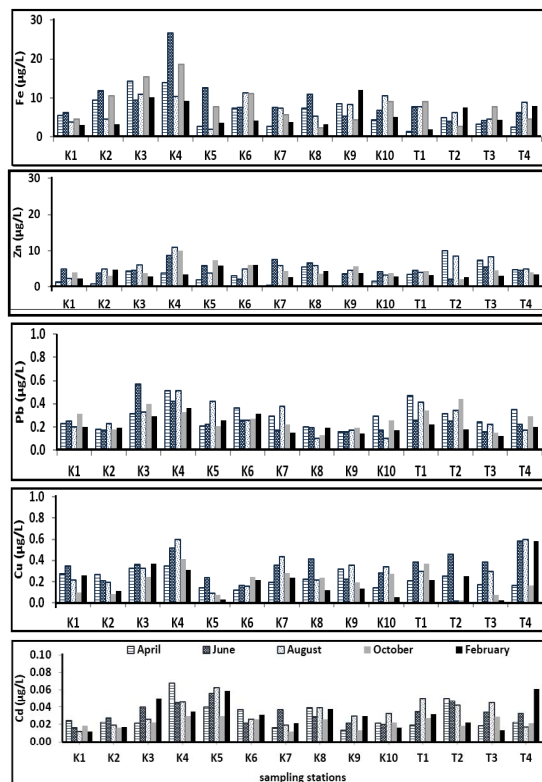 Fe (µg/L)
30
20
10
0
K1 K2 K3 K4 K5 K6 K7 K8 K9 K10 T1 T2 T3 T4
Zn (µg/L)
30
20
10
0
K1 K2 K3 K4 K5 K6 K7 K8 K9 K10 T1 T2 T3 T4
Pb (µg/L)
1.0
0.8
0.6
0.4
0.2
0.0
K1 K2 K3 K4 K5 K6 K7 K8 K9 K10 T1 T2 T3 T4
Cu (µg/L)
1.0
0.8
0.6
0.4
0.2
0.0
K1 K2 K3 K4 K5 K6 K7 K8 K9 K10 T1 T2 T3 T4
April June August October February
Cd (µg/L)
0.10
0.08
0.06
0.04
0.02
0.00
K1 K2 K3 K4 K5 K6 K7 K8 K9 K10 T1 T2 T3 T4
sampling stations